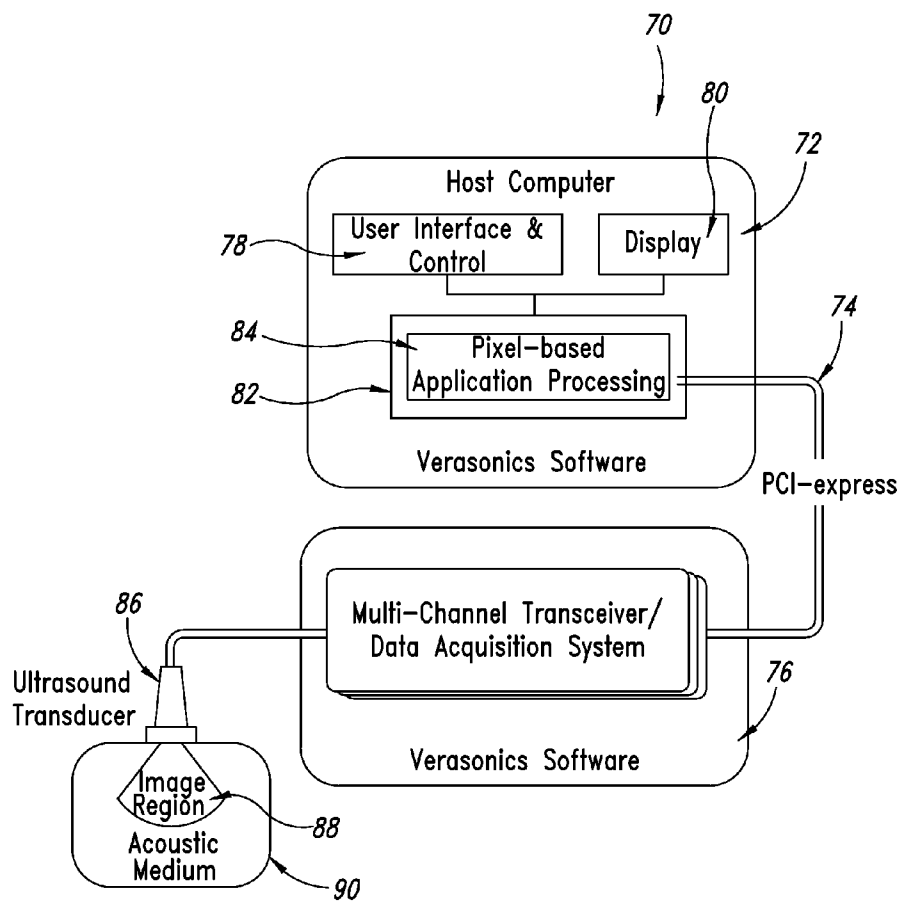 70
80
72
Host Computer
78
User Interface &
Control
Display
74
84
Pixel-based
Application Processing
82
Verasonics Software
PCI-express
86
Multi-Channel Transceiver/
Data Acquisition System
Ultrasound
Transducer
76
Verasonics Software
Image
Region
88
Acoustic
Medium
90